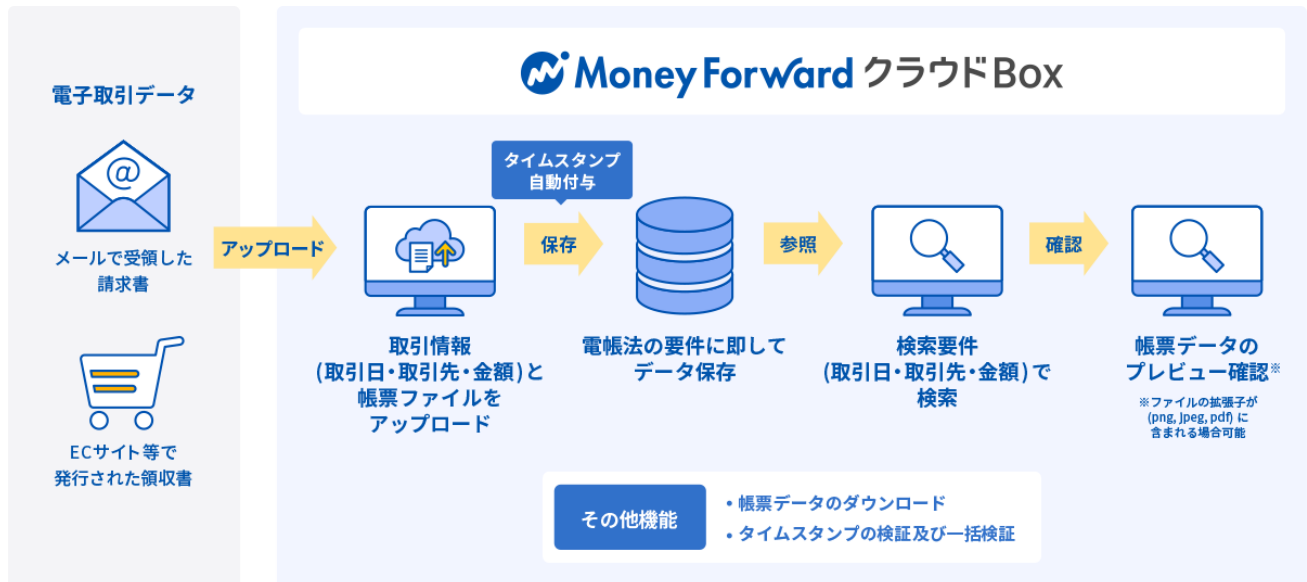 電子取引データ
メールで受領した
請求書
ECサイト等で
発行された領収書
アップロード
Money Forward クラウドBox
タイムスタンプ
自動付与
保存
参照
確認
取引情報
(取引日・取引先・金額)と
帳票ファイルを
アップロード
電帳法の要件に即して
データ保存
検索要件
(取引日・取引先・金額)で
検索
帳票データの
プレビュー確認※
※ファイルの拡張子が
(png, jpeg, pdf) に
含まれる場合可能
その他機能
・帳票データのダウンロード
・タイムスタンプの検証及び一括検証